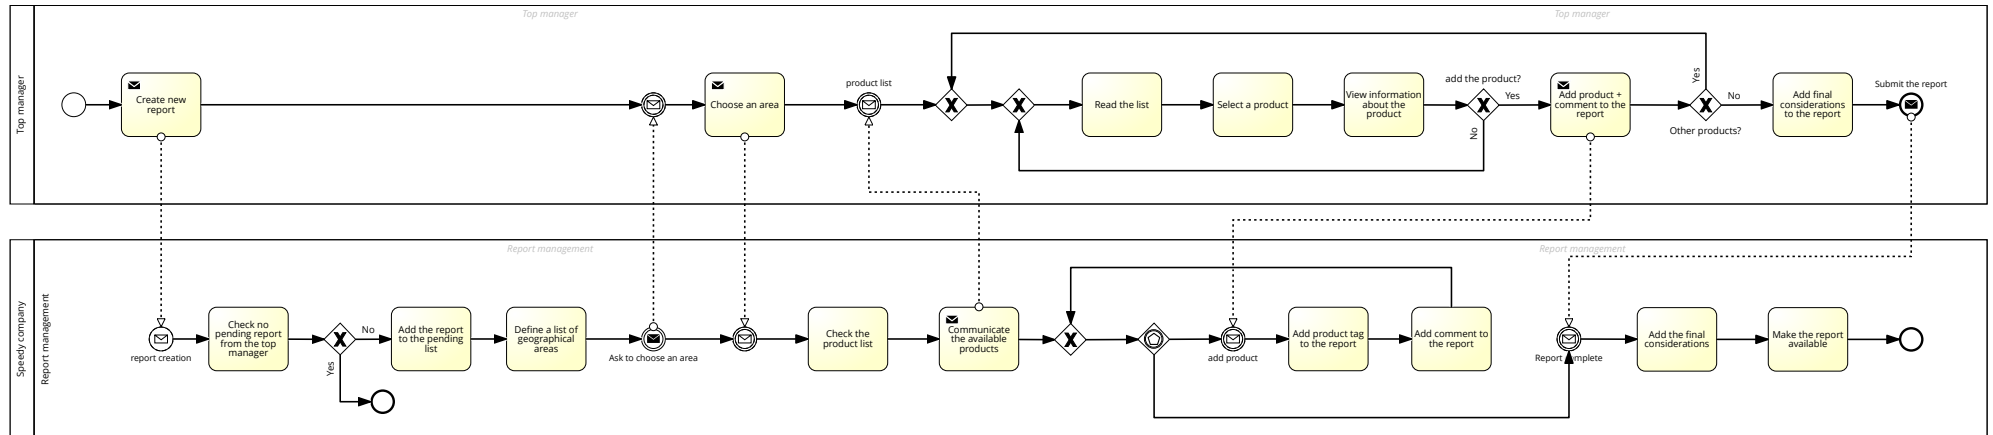 Top manager
Top manager
Top manager
Create new
report
Choose an area
product list
Read the list
Select a product
View information
about the
product
add the product?
Yes
No
Add product +
comment to the
report
Yes
No
Other products?
Add final
considerations
to the report
Submit the report
Speedy company
Report management
Report management
Report management
report creation
Check no
pending report
from the top
manager
No
Yes
Add the report
to the pending
list
Define a list of
geographical
areas
Ask to choose an area
Check the
product list
Communicate
the available
products
add product
Add product tag
to the report
Add comment to
the report
Report
Add the final
considerations
Make the report
available